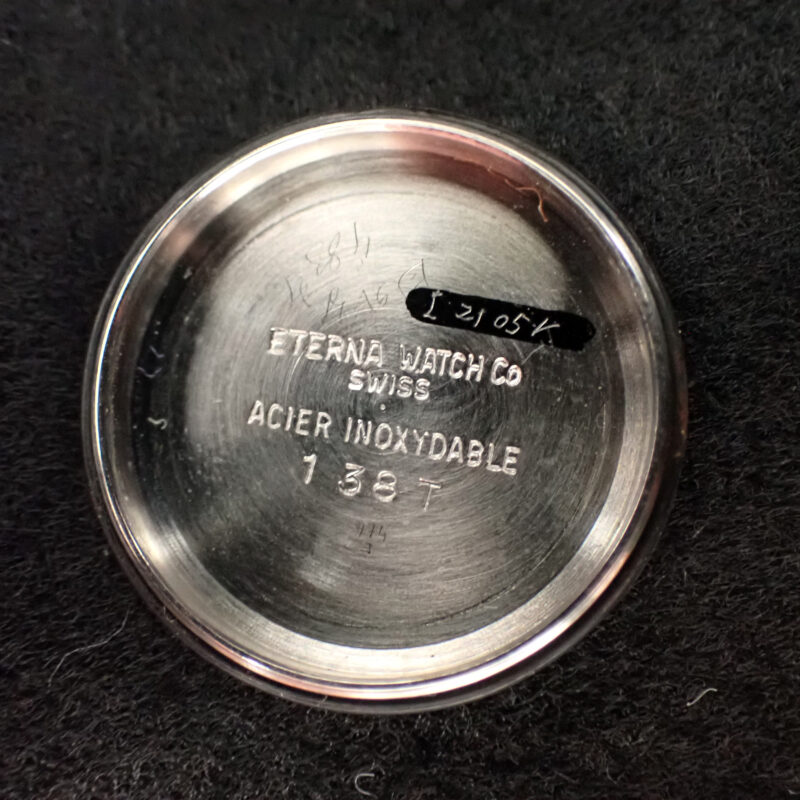 I 2105K
ETERNA WATCH Co
SWISS
ACIER INOXYDABLE
138T